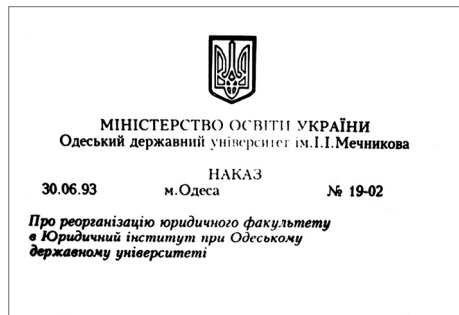 МІНІСТЕРСТВО ОСВІТИ УКРАЇНИ
Одеський державний університет ім.І.І.Мечникова
НАКАЗ
30.06.93 м.Одеса № 19-02
Про реорганізацію юридичного факультету
в Юридичний інститут при Одеському
державному університеті